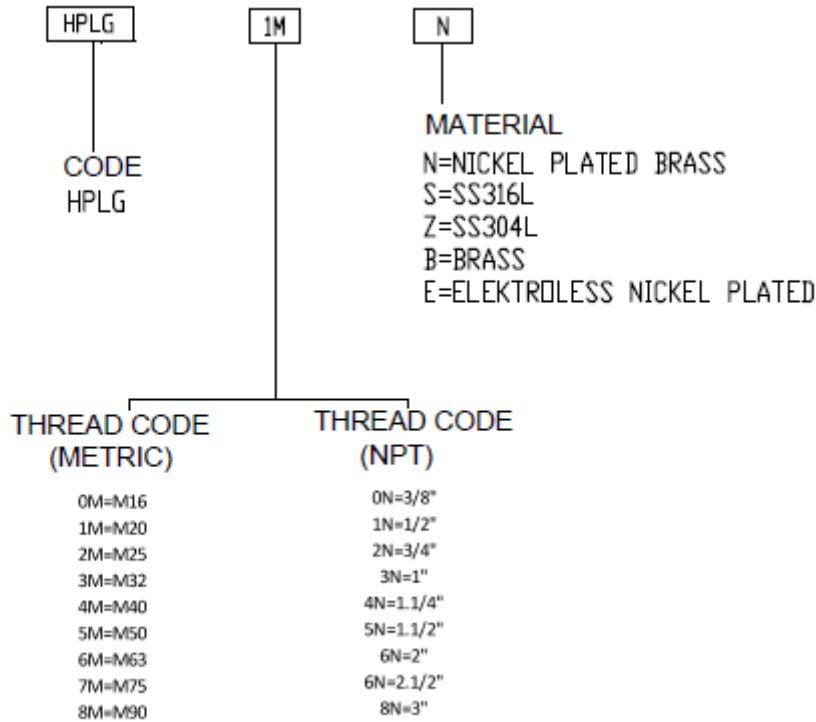 HPLG 1M N
CODE
HPLG
MATERIAL
N=NICKEL PLATED BRASS
S=SS316L
Z=SS304L
B=BRASS
E=ELEKTROLESS NICKEL PLATED
THREAD CODE
(METRIC)
0M=M16
1M=M20
2M=M25
3M=M32
4M=M40
5M=M50
6M=M63
7M=M75
8M=M90
THREAD CODE
(NPT)
0N=3/8"
1N=1/2"
2N=3/4"
3N=1"
4N=1.1/4"
5N=1.1/2"
6N=2"
6N=2.1/2"
8N=3"